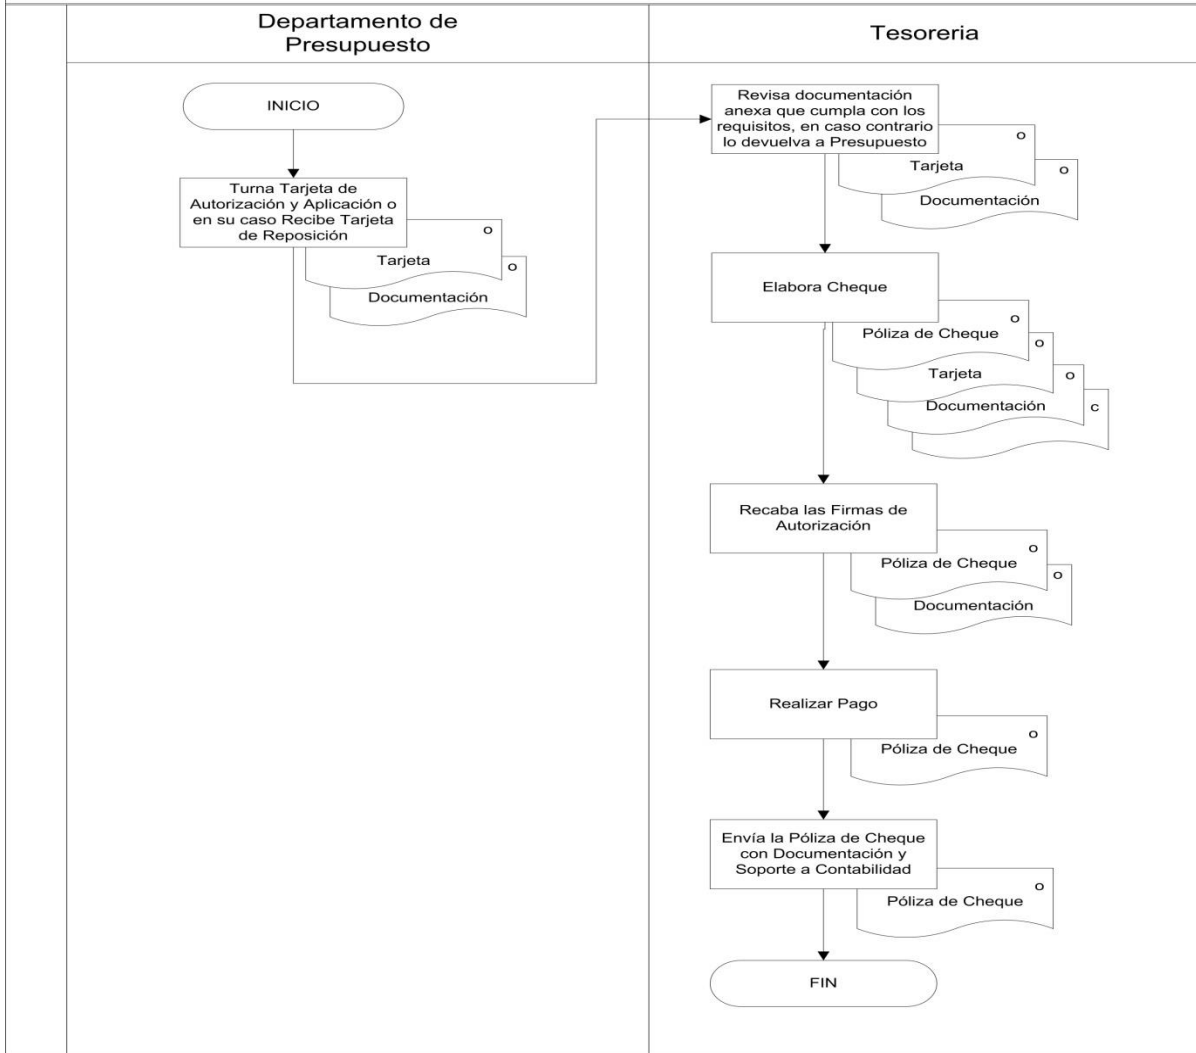 Departamento de
Presupuesto
Tesoreria
INICIO
Turna Tarjeta de
Autorización y Aplicación o
en su caso Recibe Tarjeta
de Reposición
o
Tarjeta
o
Documentación
Revisa documentación
anexa que cumpla con los
requisitos, en caso contrario
lo devuelva a Presupuesto
o
Tarjeta
o
Documentación
Elabora Cheque
o
Póliza de Cheque
o
Tarjeta
o
Documentación
c
Recaba las Firmas de
Autorización
o
Póliza de Cheque
o
Documentación
Realizar Pago
o
Póliza de Cheque
Envía la Póliza de Cheque
con Documentación y
Soporte a Contabilidad
o
Póliza de Cheque
FIN